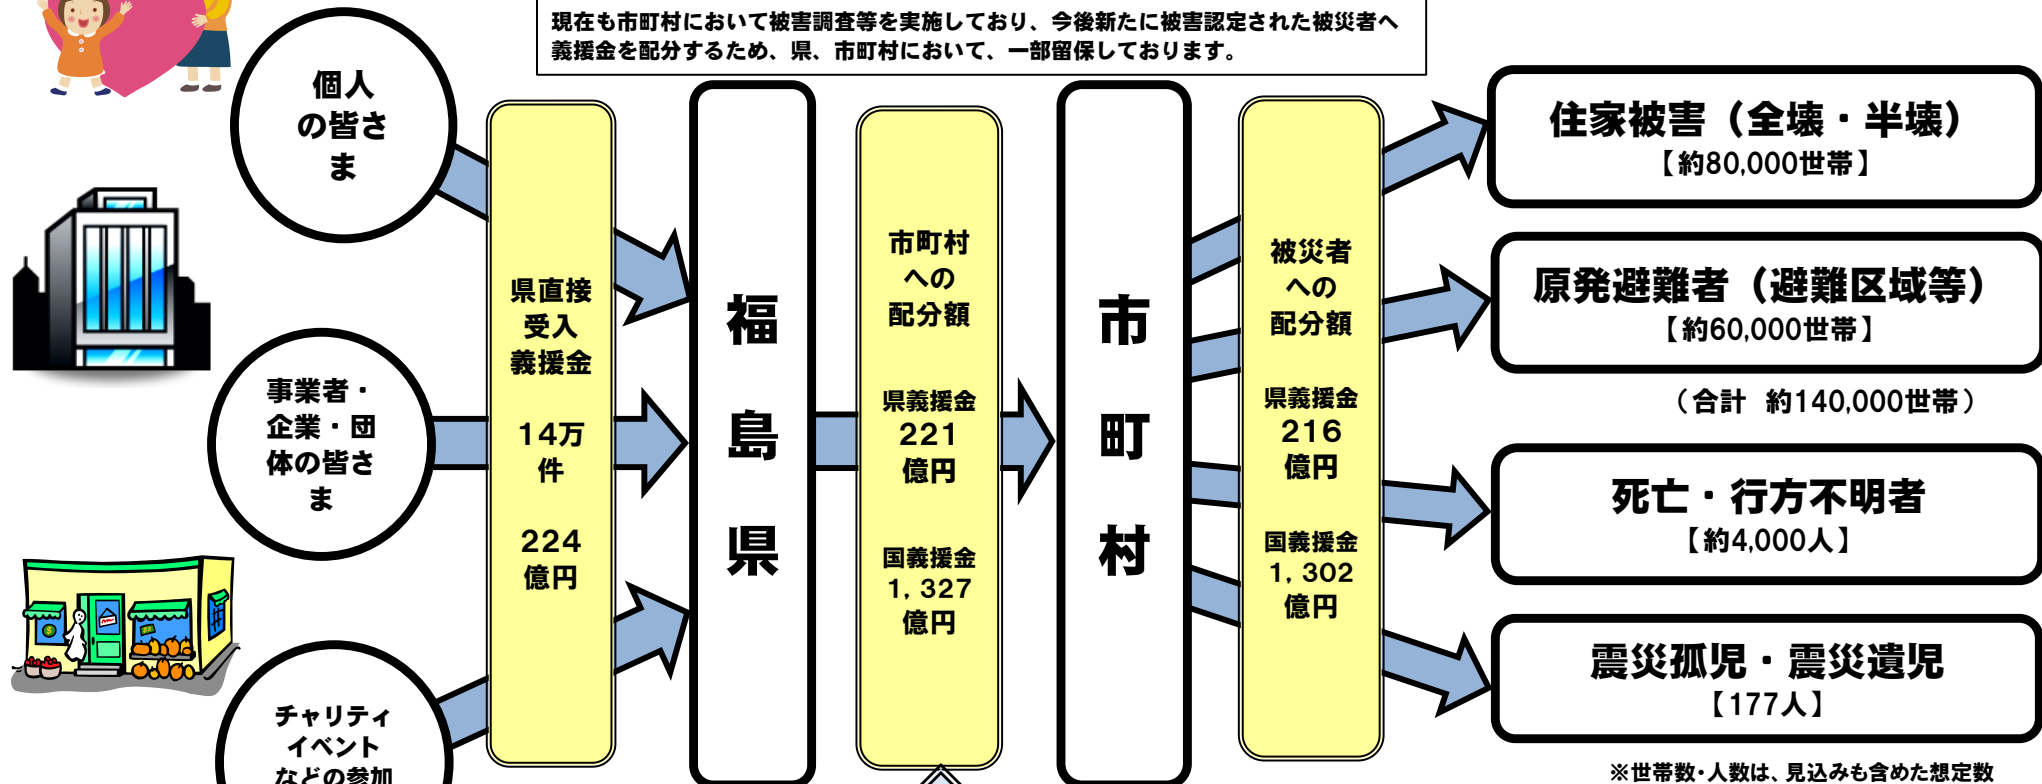 現在も市町村において被害調査等を実施しており、今後新たに被害認定された被災者へ
義援金を配分するため、県、市町村において、一部留保しております。
個人
の皆さ
ま
事業者・
企業・団
体の皆さ
ま
チャリティ
イベント
などの参加
県直接
受入
義援金
14万
件
224
億円
福
島
県
市町村
への
配分額
県義援金
221
億円
国義援金
1,327
億円
市
町
村
被災者
への
配分額
県義援金
216
億円
国義援金
1,302
億円
住家被害（全壊・半壊）
【約80,000世帯】
原発避難者（避難区域等）
【約60,000世帯】
（合計 約140,000世帯）
死亡・行方不明者
【約4,000人】
震災孤児・震災遺児
【177人】
※世帯数・人数は、見込みも含めた想定数